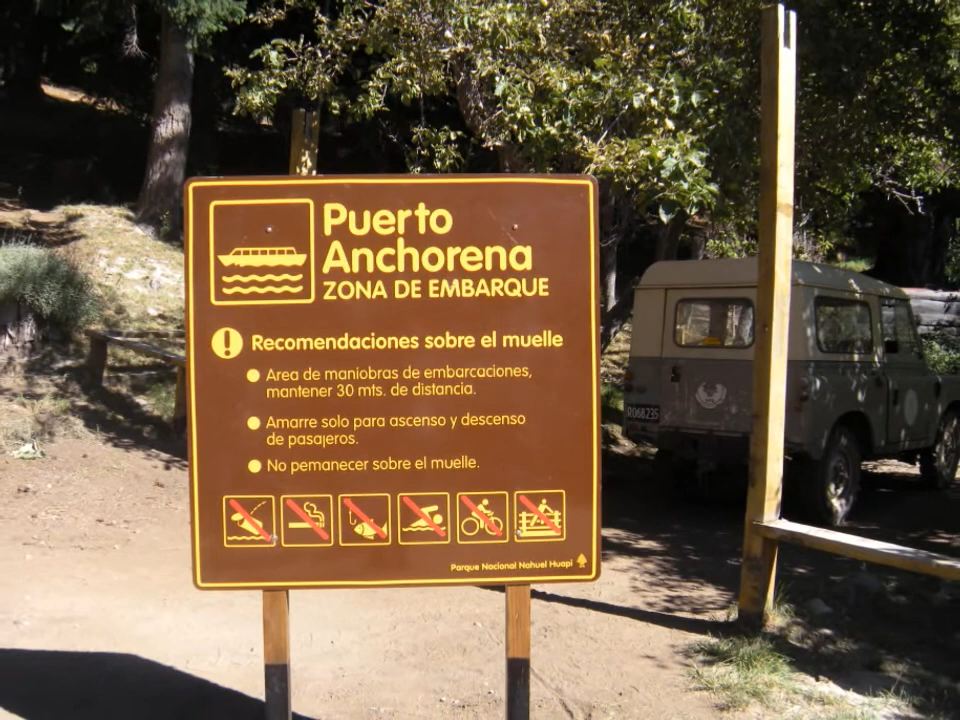 Puerto
Anchorena
ZONA DE EMBARQUE
Recomendaciones sobre el muelle
Area de maniobras de embarcaciones,
mantener 30 mts. de distancia.
Amarre solo para ascenso y descenso
de pasajeros.
No pemanecer sobre el muelle.
Parque Nacional Nahuel Huapi
R068235